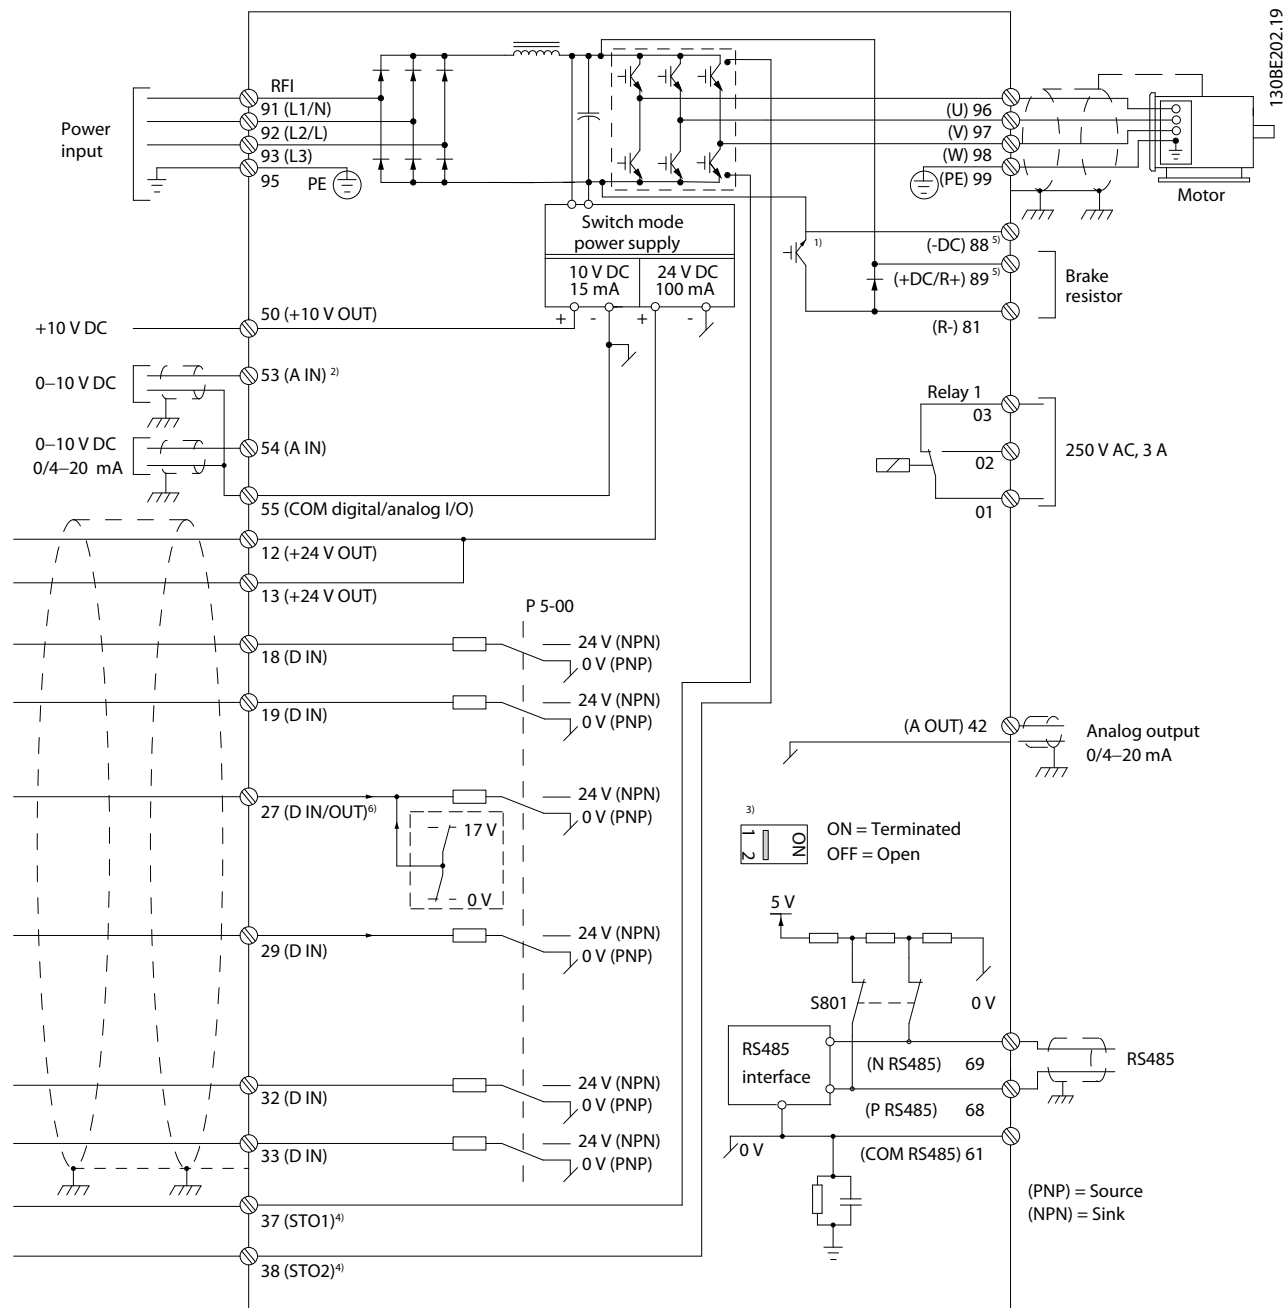 130BE202.19
RFI
Power
input
91 (L1/N)
92 (L2/L)
93 (L3)
95
PE
(U) 96
(V) 97
(W) 98
(PE) 99
Motor
Switch mode
power supply
10 V DC
15 mA
24 V DC
100 mA
+ - + -
1)
(-DC) 88 5)
(+DC/R+) 89 5)
(R-) 81
Brake
resistor
+10 V DC
50 (+10 V OUT)
0–10 V DC
53 (A IN) 2)
0–10 V DC
0/4–20 mA
54 (A IN)
55 (COM digital/analog I/O)
Relay 1
03
02
01
250 V AC, 3 A
12 (+24 V OUT)
13 (+24 V OUT)
P 5-00
18 (D IN)
24 V (NPN)
0 V (PNP)
19 (D IN)
24 V (NPN)
0 V (PNP)
27 (D IN/OUT)6)
24 V (NPN)
0 V (PNP)
17 V
0 V
29 (D IN)
24 V (NPN)
0 V (PNP)
32 (D IN)
24 V (NPN)
0 V (PNP)
33 (D IN)
24 V (NPN)
0 V (PNP)
37 (STO1)4)
38 (STO2)4)
(A OUT) 42
Analog output
0/4–20 mA
3)
1 2
ON
ON = Terminated
OFF = Open
5 V
S801
0 V
RS485
interface
(N RS485) 69
(P RS485) 68
RS485
0 V
(COM RS485) 61
(PNP) = Source
(NPN) = Sink